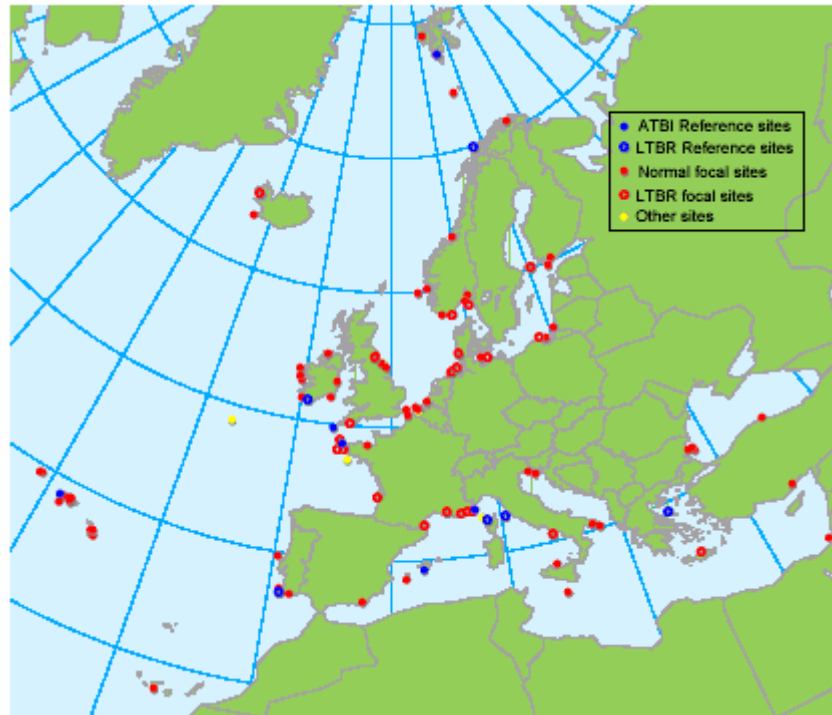 ATBI Reference sites
LTBR Reference sites
Normal focal sites
LTBR focal sites
Other sites